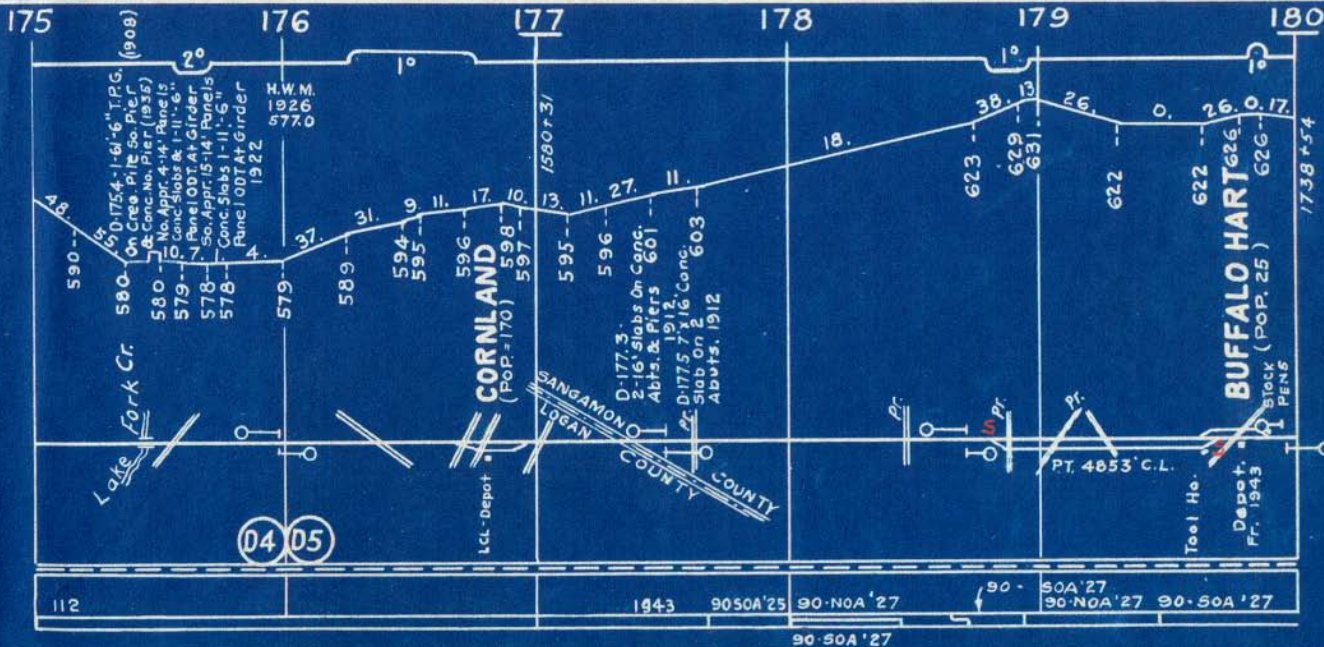 175 176 177 178 179 180
2° 1° 1° 1°
(1908)
D-175.4-1-61'-6" T.P.G.
On Creo. Pile So. Pier
& Conc. No. Pier (1935)
No. Appr. 4-14' Panels
Conc. Slabs & 1-11'-6"
Panel ODT. At Girder
So. Appr. 15-14' Panels
Conc. Slabs 1-11'-6"
Panel ODT At Girder
1922
H.W.M.
1926
577.0
1580+31
1738+54
48. 5. 10. 7. 1. 4. 37. 31. 9. 11. 17. 10. 13. 11. 27. 11. 18. 38. 13 26. 0. 26. 0. 17.
590 580 580 579 578 578 579 589 594 595 596 598 597 595 596 601 603 623 629 631 622 622 626 626
Lake Fork Cr.
CORNLAND
(POP.=170)
D-177.3
2-16' Slabs On Conc.
Abts. & Piers
1912
D-177.5 7'x16' Conc.
Slab On 2
Abuts. 1912
SANGAMON COUNTY
LOGAN COUNTY
Pr. Pr. Pr. Pr.
S S
BUFFALO HART
(POP. 25)
STOCK
PENS
P.T. 4853' C.L.
LCL-Depot
Tool Ho.
Depot.
Fr. 1943
D4 D5
112 1943 90SOA'25 90-NOA'27 90-SOA'27 90-NOA'27 90-SOA'27
90-SOA'27